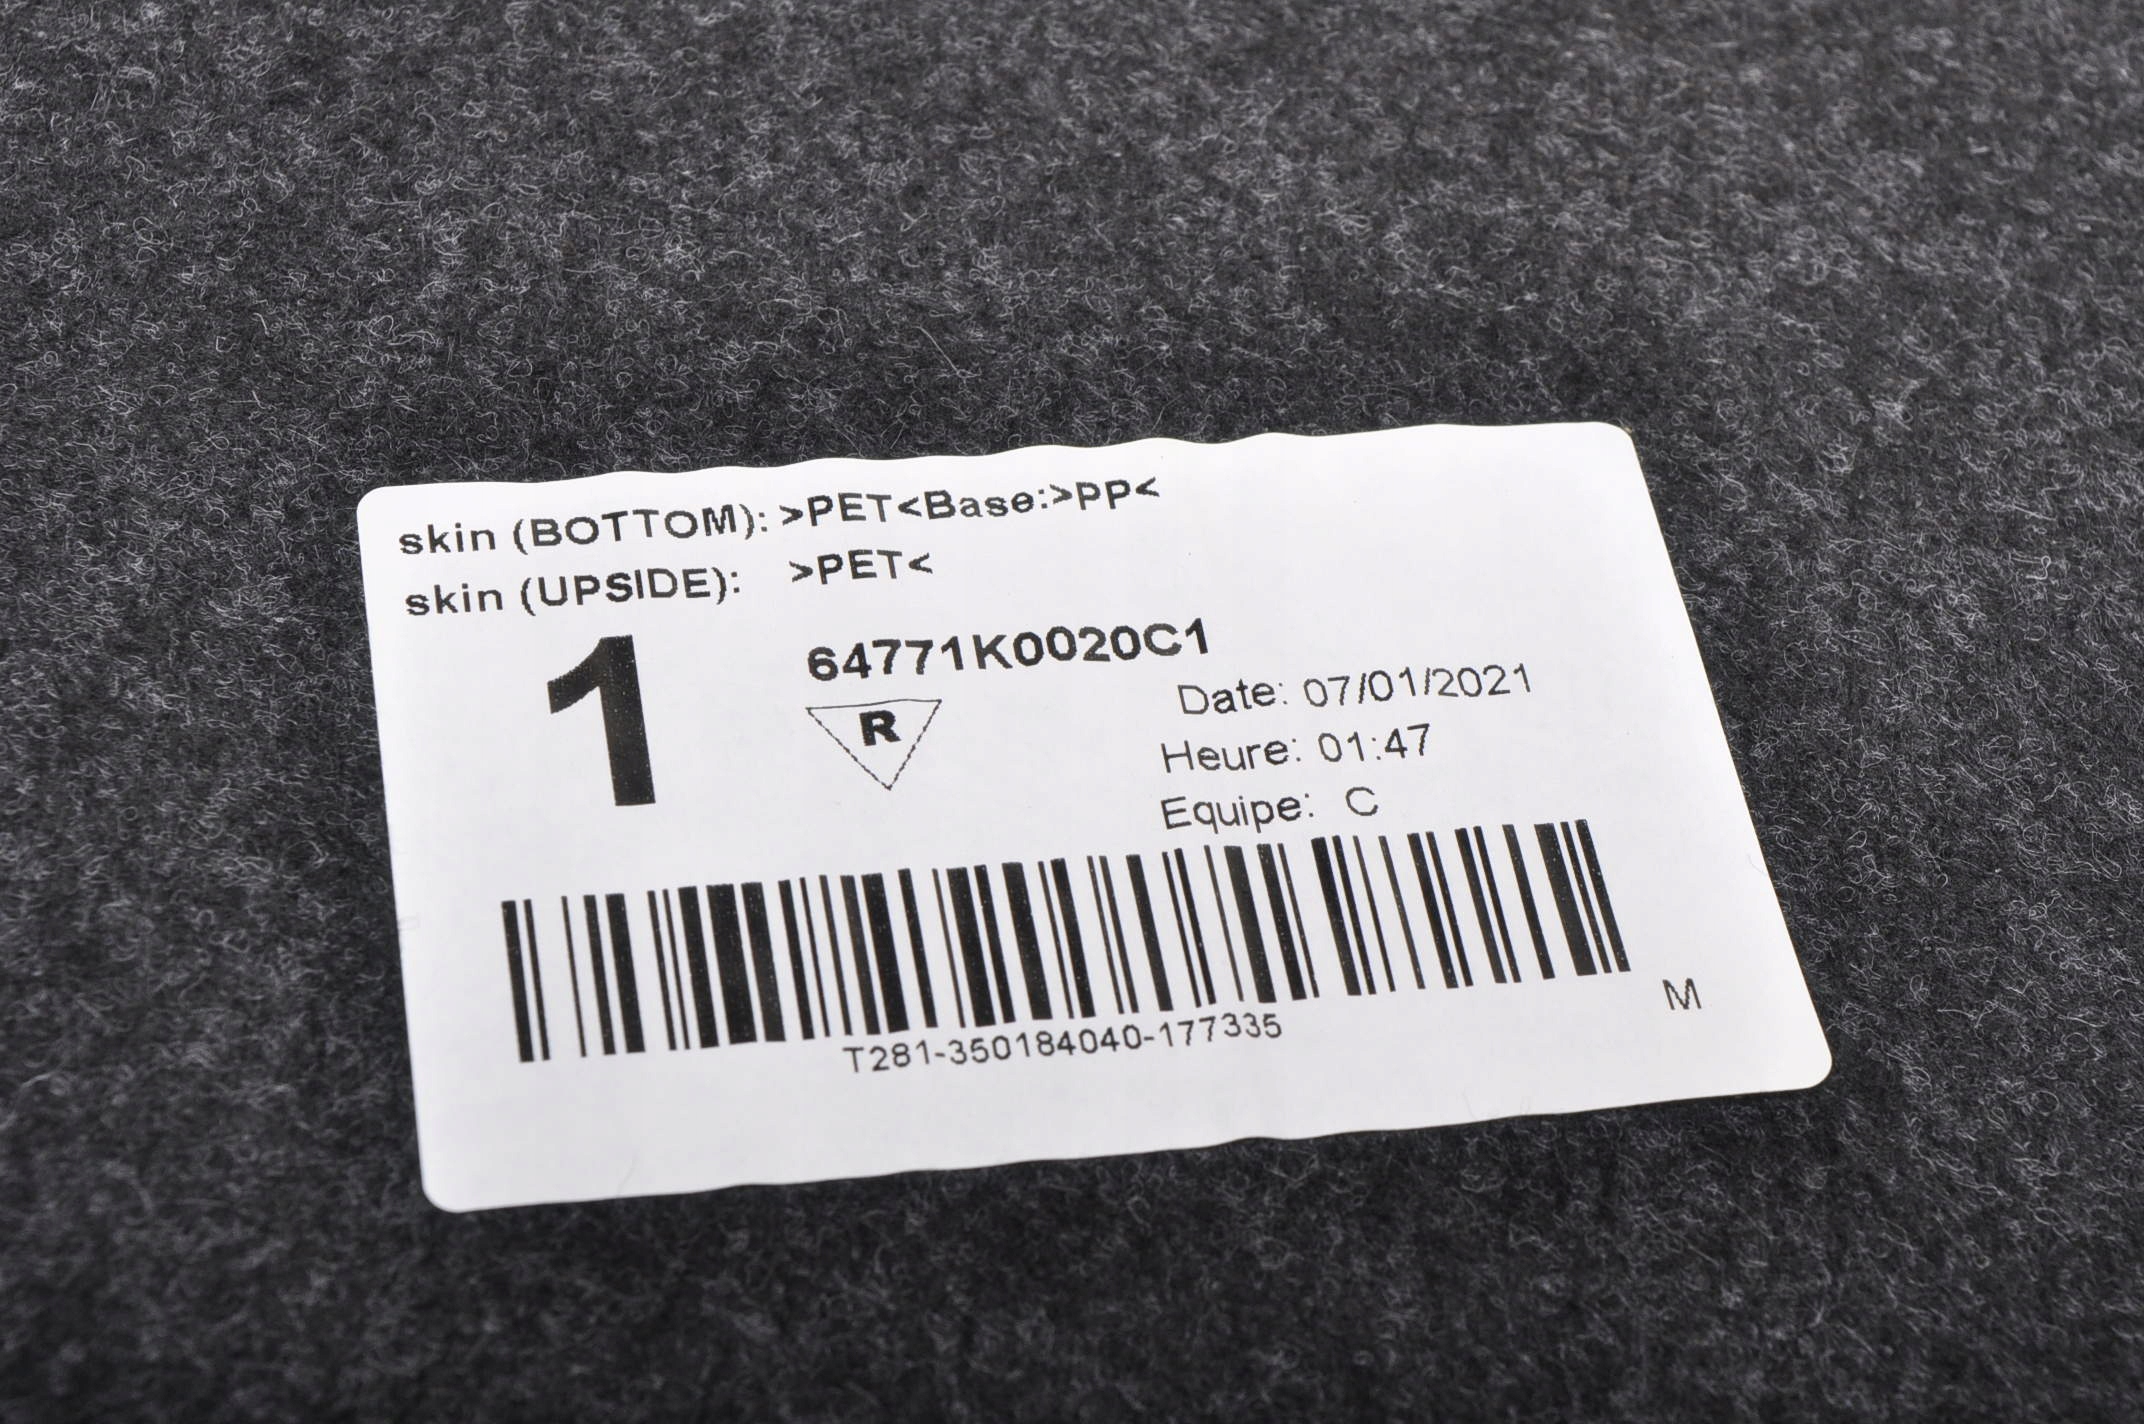 skin (BOTTOM): >PET<Base:>PP<
skin (UPSIDE): >PET<
1
64771K0020C1
R
Date: 07/01/2021
Heure: 01:47
Equipe: C
T281-350184040-177335
M